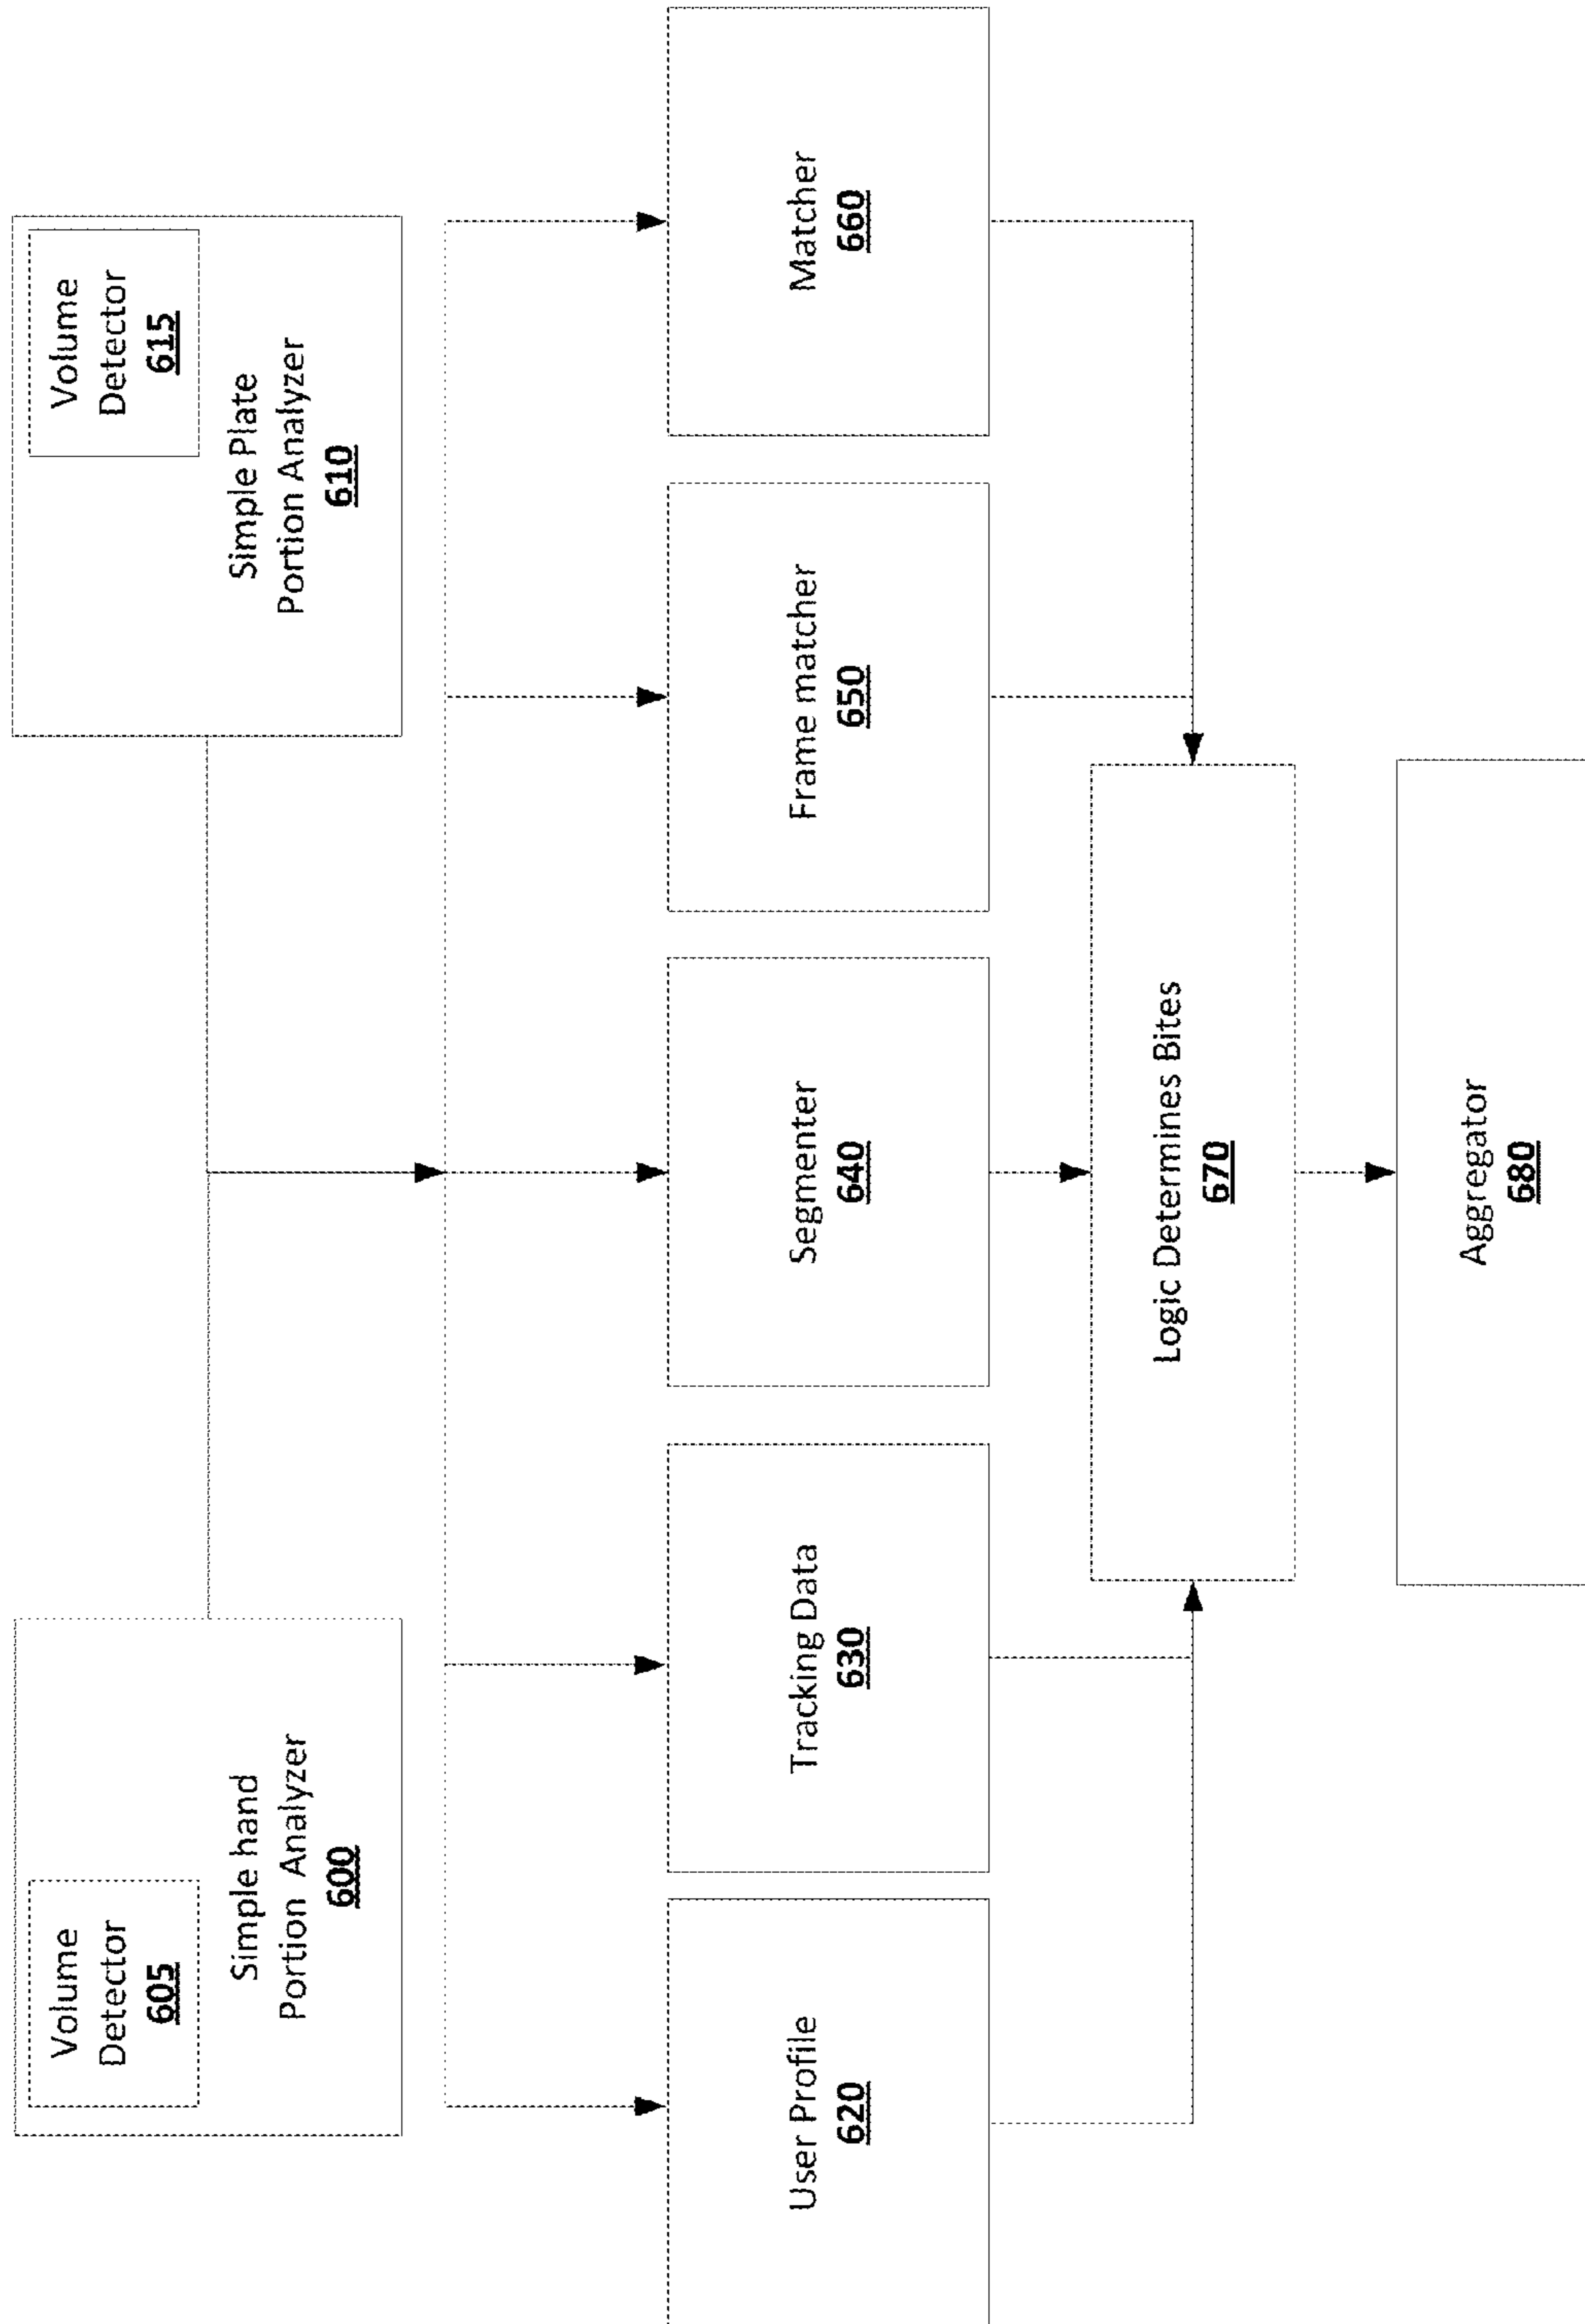 Volume
Detector
605
Simple hand
Portion Analyzer
600
Volume
Detector
615
Simple Plate
Portion Analyzer
610
User Profile
620
Tracking Data
630
Segmenter
640
Frame matcher
650
Matcher
660
Logic Determines Bites
670
Aggregator
680